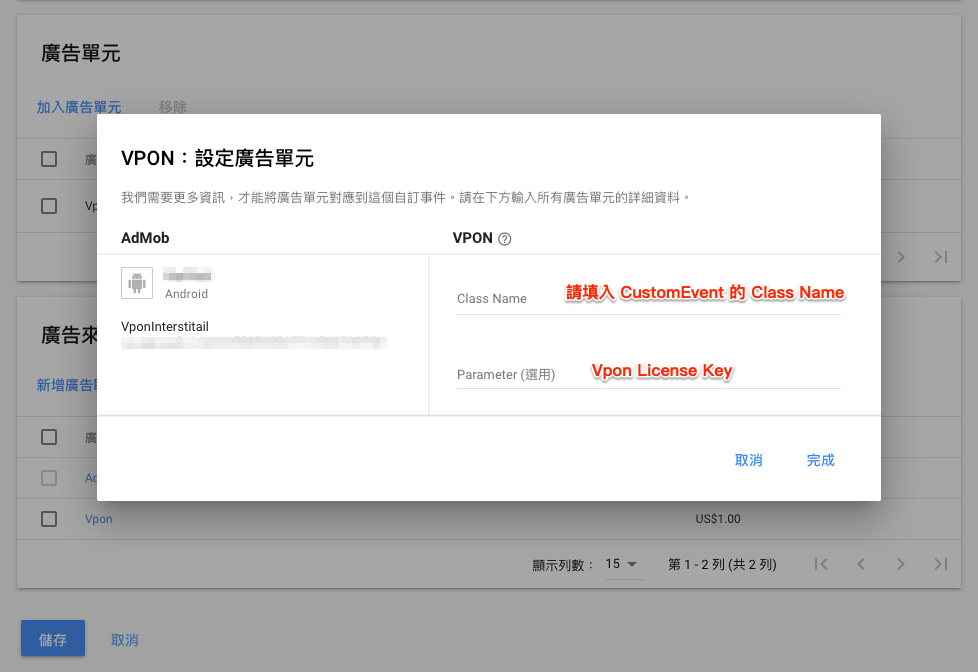 廣告單元
加入廣告單元 移除
廣
Vp
VPON：設定廣告單元
我們需要更多資訊，才能將廣告單元對應到這個自訂事件。請在下方輸入所有廣告單元的詳細資料。
AdMob VPON
Android
Class Name 請填入 CustomEvent 的 Class Name
VponInterstitail
Parameter (選用) Vpon License Key
取消 完成
廣告來
新增廣告
廣
Ad
Vpon US$1.00
顯示列數： 15 第 1 - 2 列 (共 2 列)
儲存 取消